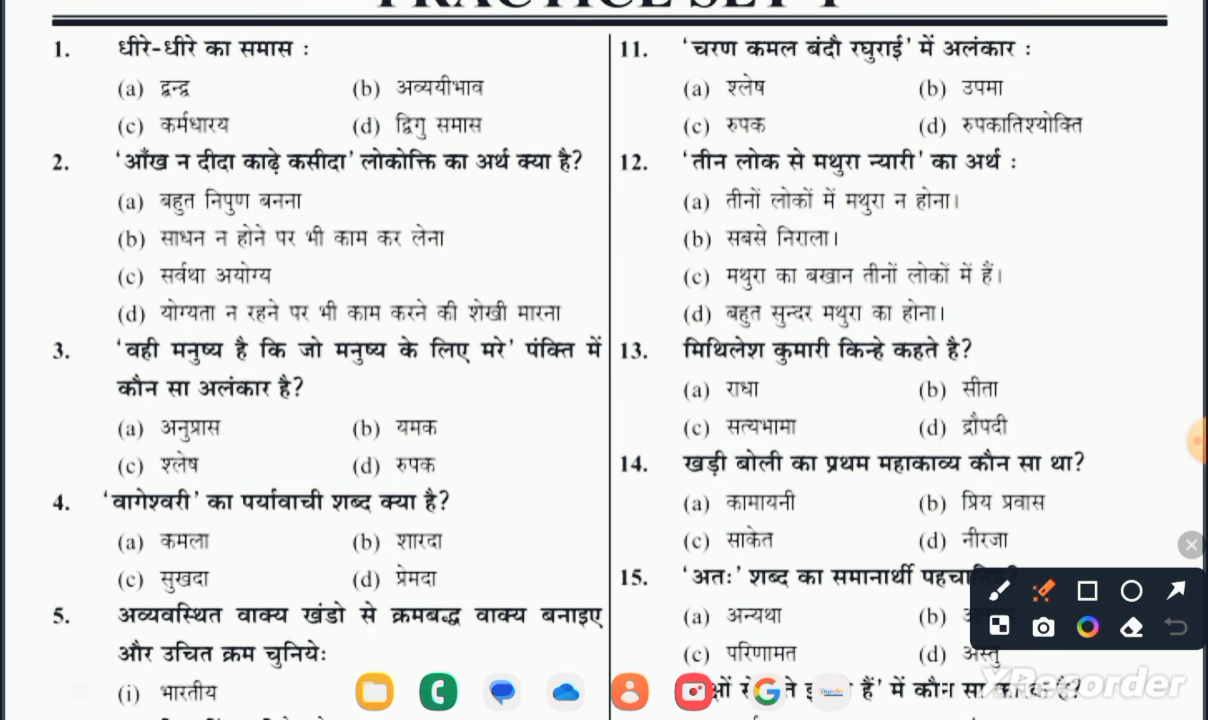 PRACTICE SET-1
1. धीरे-धीरे का समास :
(a) द्वन्द्व (b) अव्ययीभाव
(c) कर्मधारय (d) द्विगु समास
2. 'आँख न दीदा काढ़े कसीदा' लोकोक्ति का अर्थ क्या है?
(a) बहुत निपुण बनना
(b) साधन न होने पर भी काम कर लेना
(c) सर्वथा अयोग्य
(d) योग्यता न रहने पर भी काम करने की शेखी मारना
3. 'वही मनुष्य है कि जो मनुष्य के लिए मरे' पंक्ति में
कौन सा अलंकार है?
(a) अनुप्रास (b) यमक
(c) श्लेष (d) रुपक
4. 'वागेश्वरी' का पर्यावाची शब्द क्या है?
(a) कमला (b) शारदा
(c) सुखदा (d) प्रेमदा
5. अव्यवस्थित वाक्य खंडो से क्रमबद्ध वाक्य बनाइए
और उचित क्रम चुनियेः
(i) भारतीय
11. 'चरण कमल बंदौ रघुराई' में अलंकार :
(a) श्लेष (b) उपमा
(c) रुपक (d) रुपकातिश्योक्ति
12. 'तीन लोक से मथुरा न्यारी' का अर्थ :
(a) तीनों लोकों में मथुरा न होना।
(b) सबसे निराला।
(c) मथुरा का बखान तीनों लोकों में हैं।
(d) बहुत सुन्दर मथुरा का होना।
13. मिथिलेश कुमारी किन्हे कहते है?
(a) राधा (b) सीता
(c) सत्यभामा (d) द्रौपदी
14. खड़ी बोली का प्रथम महाकाव्य कौन सा था?
(a) कामायनी (b) प्रिय प्रवास
(c) साकेत (d) नीरजा
15. 'अतः' शब्द का समानार्थी
(a) अन्यथा (b)
(c) परिणामत (d) अस्तु
हैं' में कौन सा
XRecorder